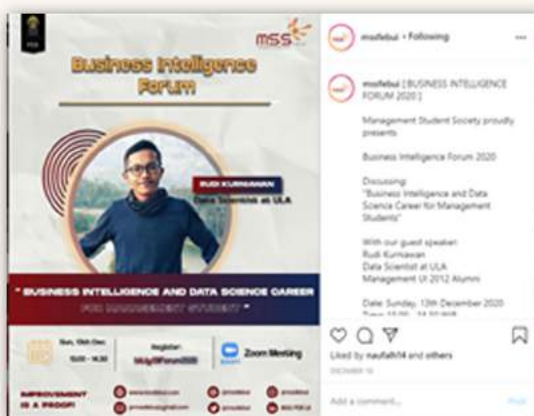 mss
Business Intelligence
Forum
RUDI KURNIAWAN
Data Scientist at ULA
" BUSINESS INTELLIGENCE AND DATA SCIENCE CAREER
FOR MANAGEMENT STUDENT "
Sun, 13th Dec
Register:
Zoom Meeting
IMPROVEMENT
IS A PROOF!
mssfebui • Following
mssfebui [ BUSINESS INTELLIGENCE
FORUM 2020 ]
Management Student Society proudly
presents
Business Intelligence Forum 2020
Discussing:
"Business Intelligence and Data
Science Career for Management
Students"
With our guest speaker:
Rudi Kurniawan
Data Scientist at ULA
Management UI 2012 Alumni
Date: Sunday, 13th December 2020
Liked by naufalh14 and others
DECEMBER 10
Add a comment...
Post